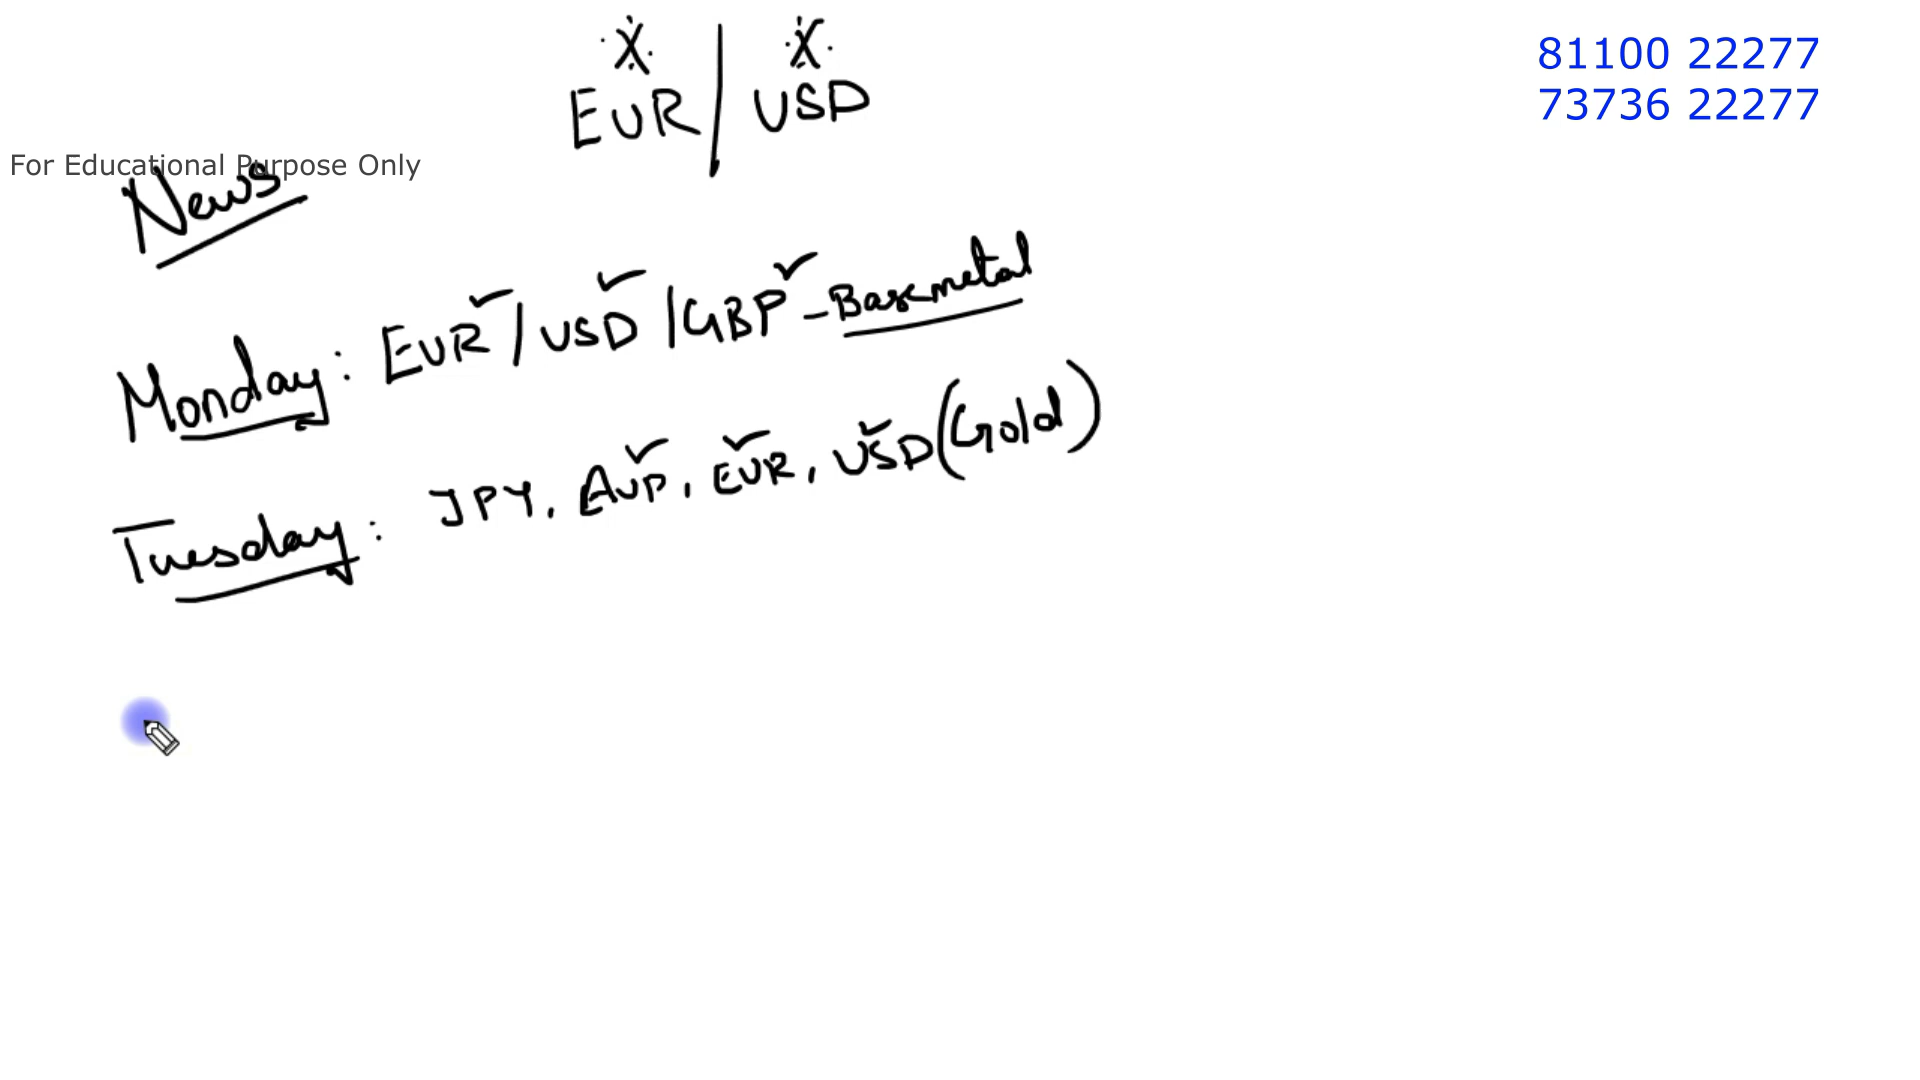 EUR / USD
81100 22277
73736 22277
For Educational Purpose Only
News
Monday: EUR / USD / GBP - Basemetal
Tuesday: JPY, AUD, EUR, USD (Gold)